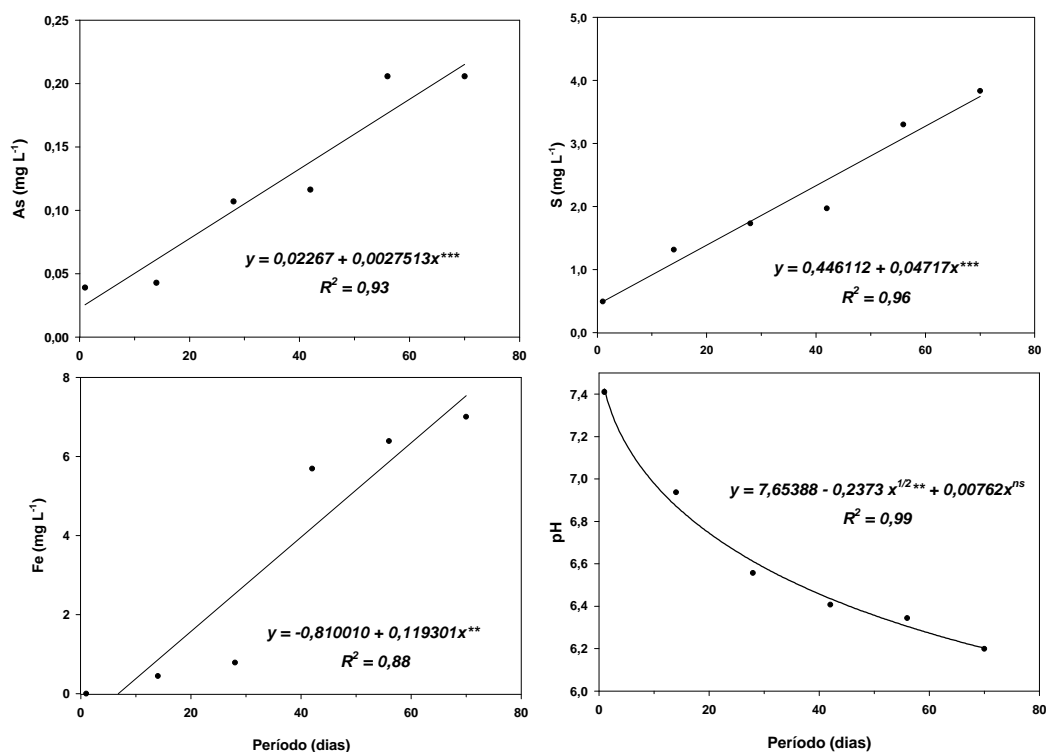 0,25
0,20
0,15
0,10
0,05
0,00
As (mg L⁻¹)
y = 0,02267 + 0,0027513x***
R² = 0,93
0 20 40 60 80
5,0
4,0
3,0
2,0
1,0
0,0
S (mg L⁻¹)
y = 0,446112 + 0,04717x***
R² = 0,96
0 20 40 60 80
8
6
4
2
0
Fe (mg L⁻¹)
y = -0,810010 + 0,119301x**
R² = 0,88
0 20 40 60 80
Período (dias)
7,4
7,2
7,0
6,8
6,6
6,4
6,2
6,0
pH
y = 7,65388 - 0,2373 x^1/2** + 0,00762x^ns
R² = 0,99
0 20 40 60 80
Período (dias)